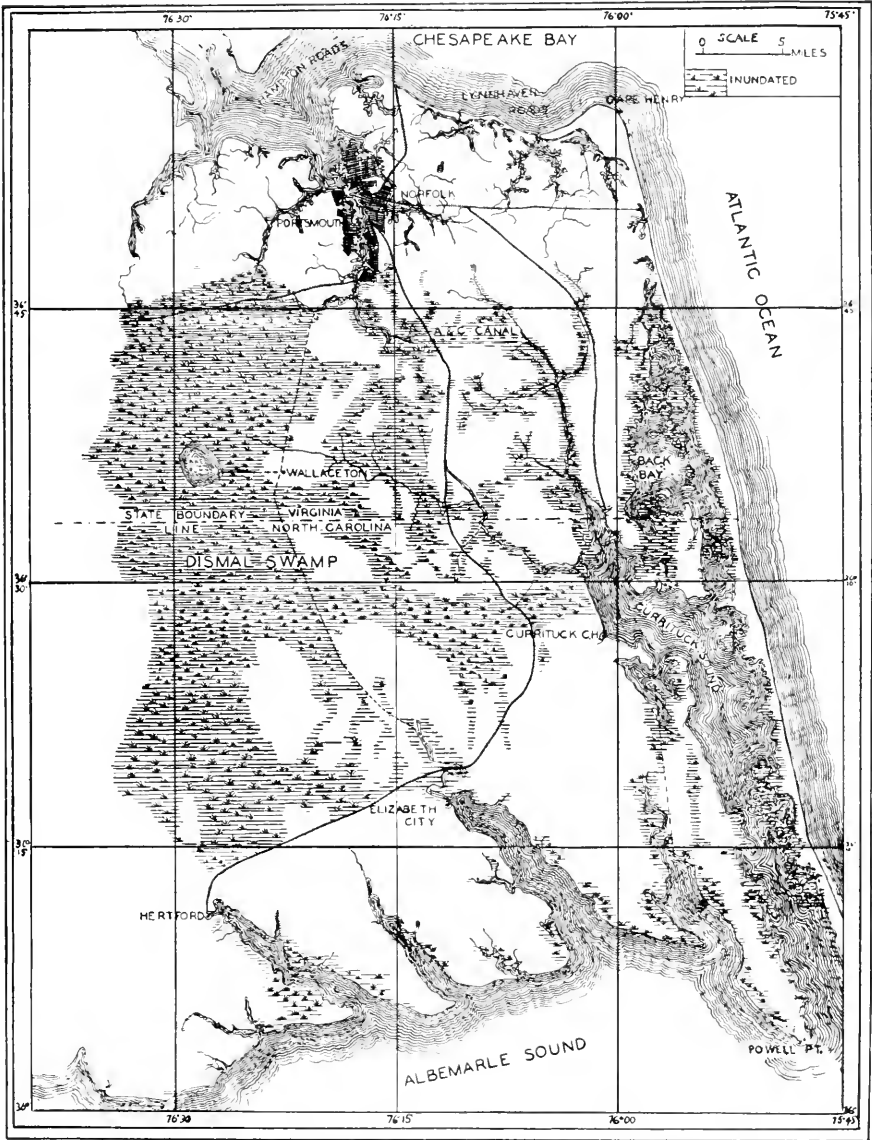 76°30' 76°15' 76°00' 75°45'
CHESAPEAKE BAY
SCALE
0 5
MILES
INUNDATED
HAMPTON ROADS
LYNNHAVEN
ROADS
CAPE HENRY
NORFOLK
PORTSMOUTH
ATLANTIC OCEAN
36°
45'
A & C CANAL
WALLACETON
BACK
BAY
STATE BOUNDARY
LINE
VIRGINIA
NORTH CAROLINA
DISMAL SWAMP
36°
30'
CURRITUCK C.H.
CURRITUCK SOUND
ELIZABETH
CITY
15'
HERTFORD
POWELL PT.
ALBEMARLE SOUND
36° 36°
76°30 76°15 76°00 75°45'